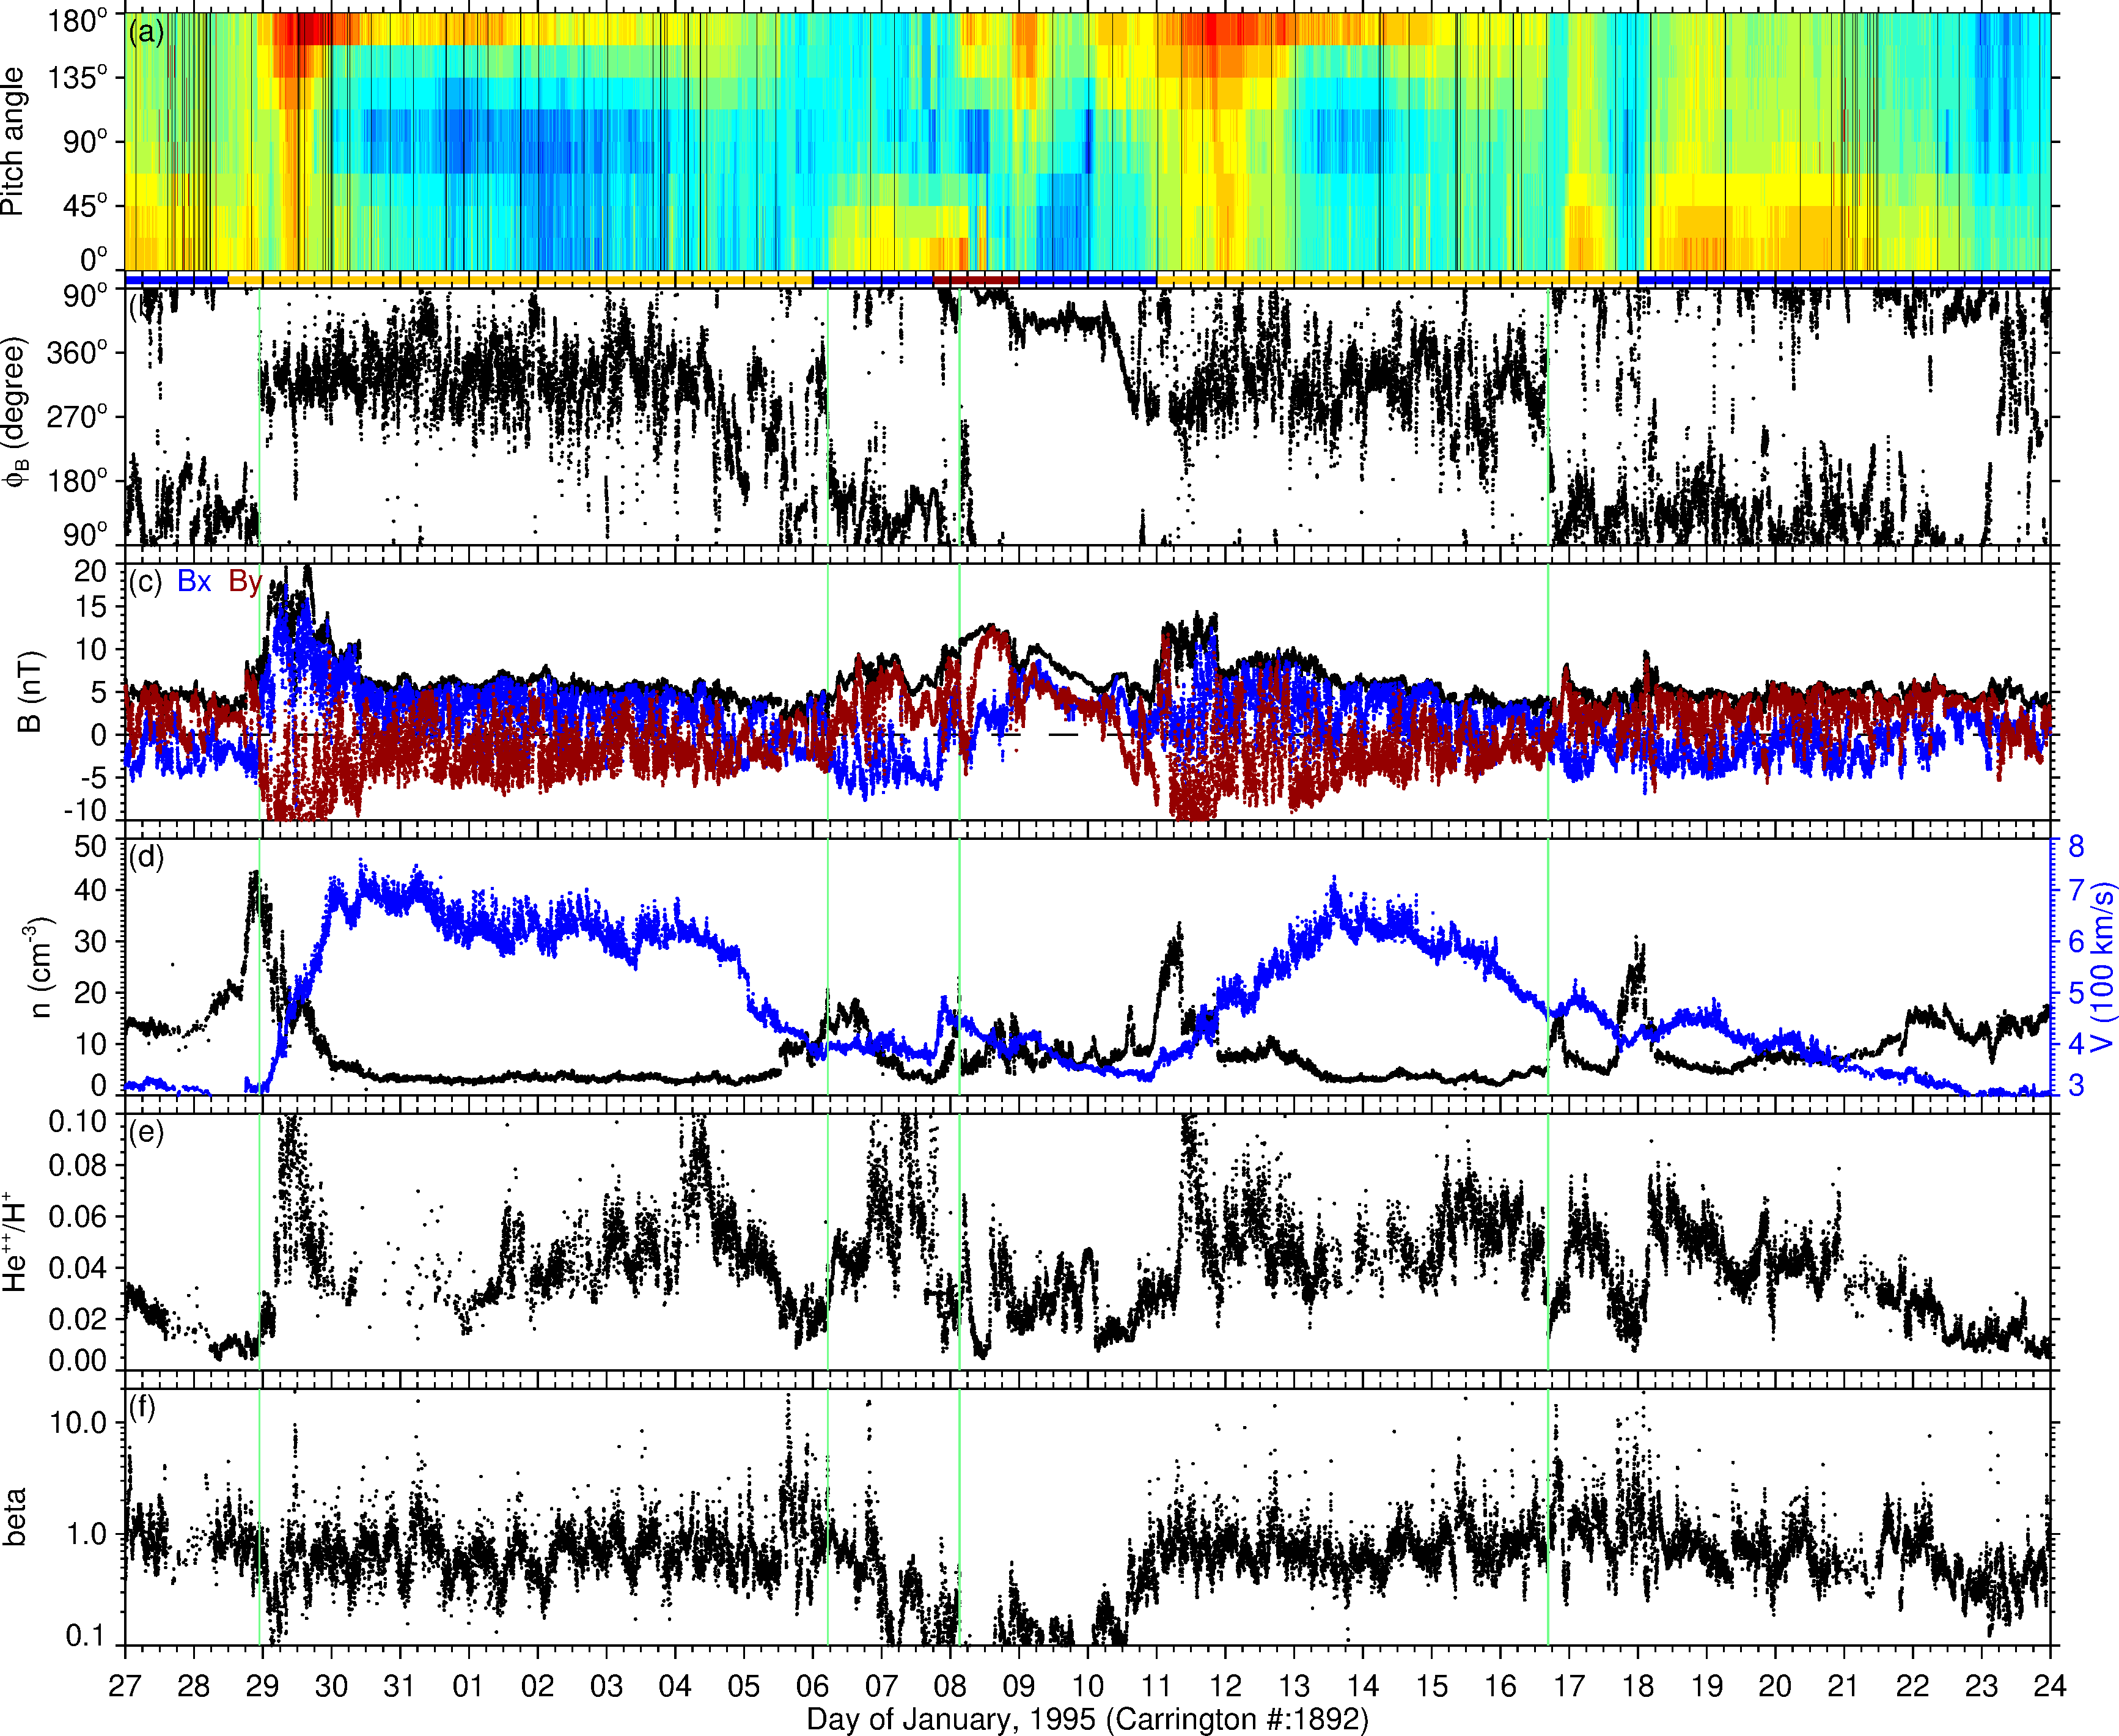 (a)
Pitch angle
180°
135°
90°
45°
0°
ϕB (degree)
90°
360°
270°
180°
90°
(c) Bx By
B (nT)
20
15
10
5
0
-5
-10
(d)
n (cm-3)
50
40
30
20
10
0
8
7
6
5
4
3
V (100 km/s)
(e)
He++/H+
0.10
0.08
0.06
0.04
0.02
0.00
(f)
beta
10.0
1.0
0.1
27 28 29 30 31 01 02 03 04 05 06 07 08 09 10 11 12 13 14 15 16 17 18 19 20 21 22 23 24
Day of January, 1995 (Carrington #:1892)